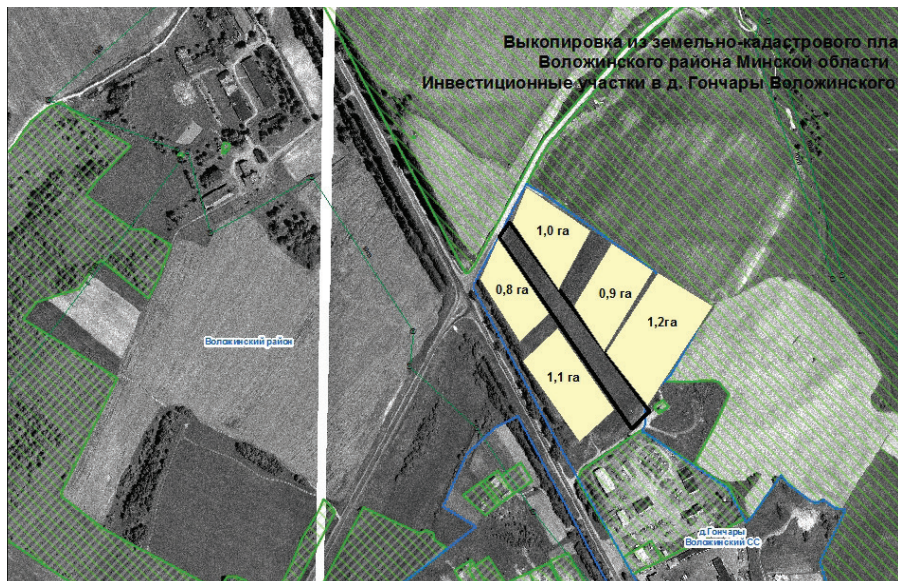 Выкопировка из земельно-кадастрового пла
Воложинского района Минской области
Инвестиционные участки в д. Гончары Воложинского
1,0 га
0,8 га
0,9 га
1,2га
1,1 га
Воложинский район
д.Гончары
Воложинский СС